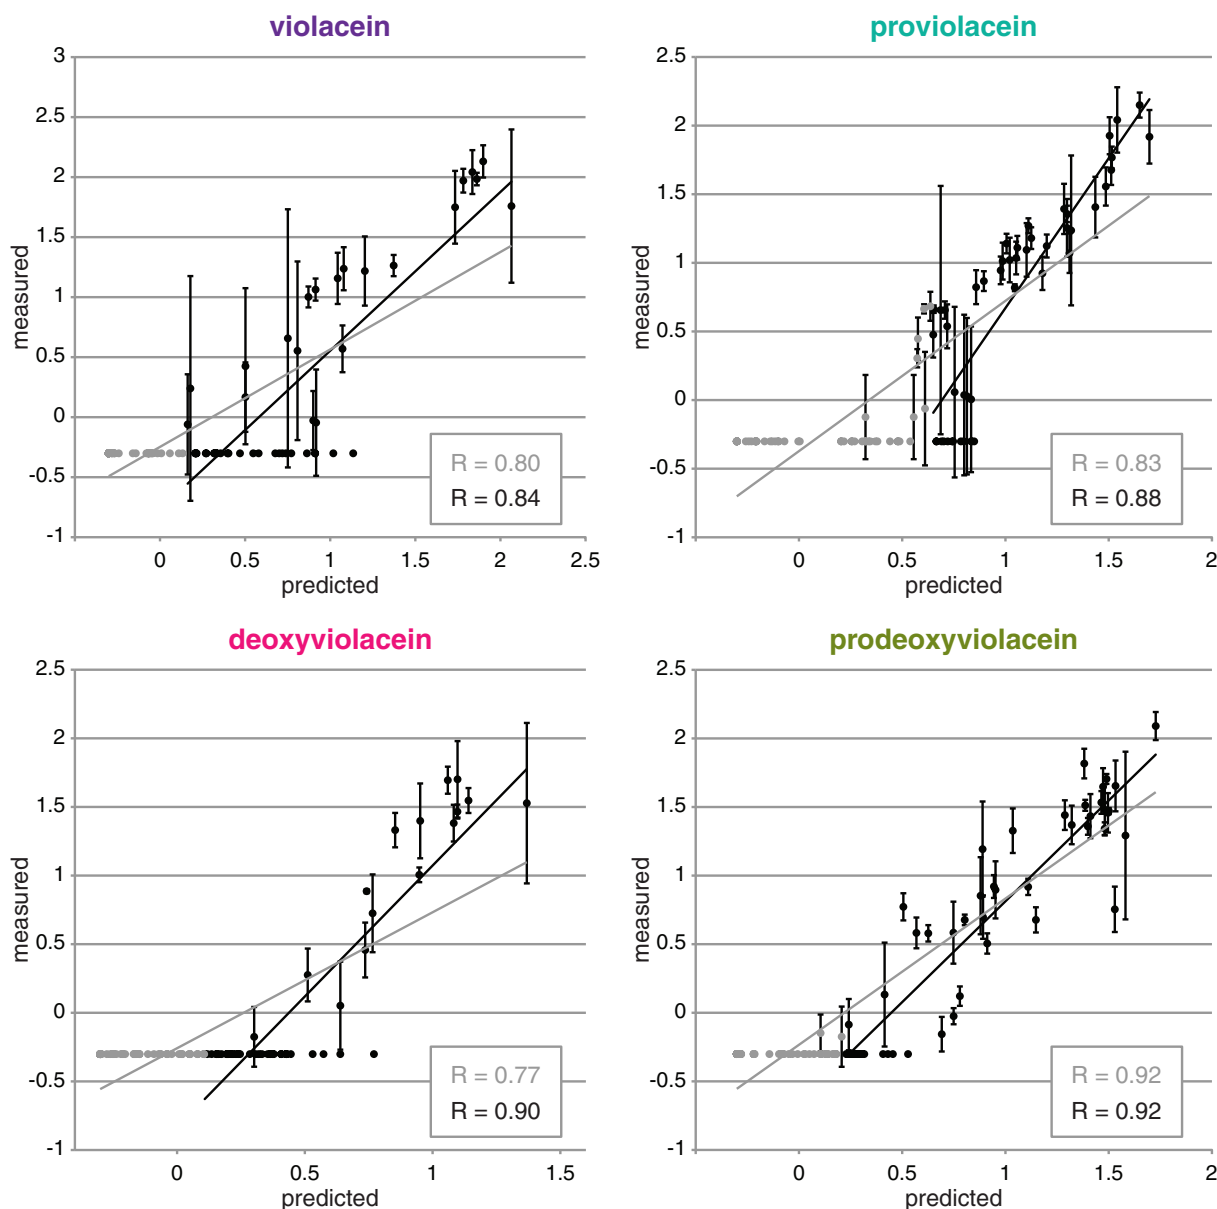 violacein
3
2.5
2
1.5
1
0.5
0
-0.5
-1
measured
R = 0.80
R = 0.84
0
0.5
1
1.5
2
2.5
predicted
proviolacein
2.5
2
1.5
1
0.5
0
-0.5
-1
measured
R = 0.83
R = 0.88
0
0.5
1
1.5
2
predicted
deoxyviolacein
2.5
2
1.5
1
0.5
0
-0.5
-1
measured
R = 0.77
R = 0.90
0
0.5
1
1.5
predicted
prodeoxyviolacein
2.5
2
1.5
1
0.5
0
-0.5
-1
measured
R = 0.92
R = 0.92
0
0.5
1
1.5
2
predicted